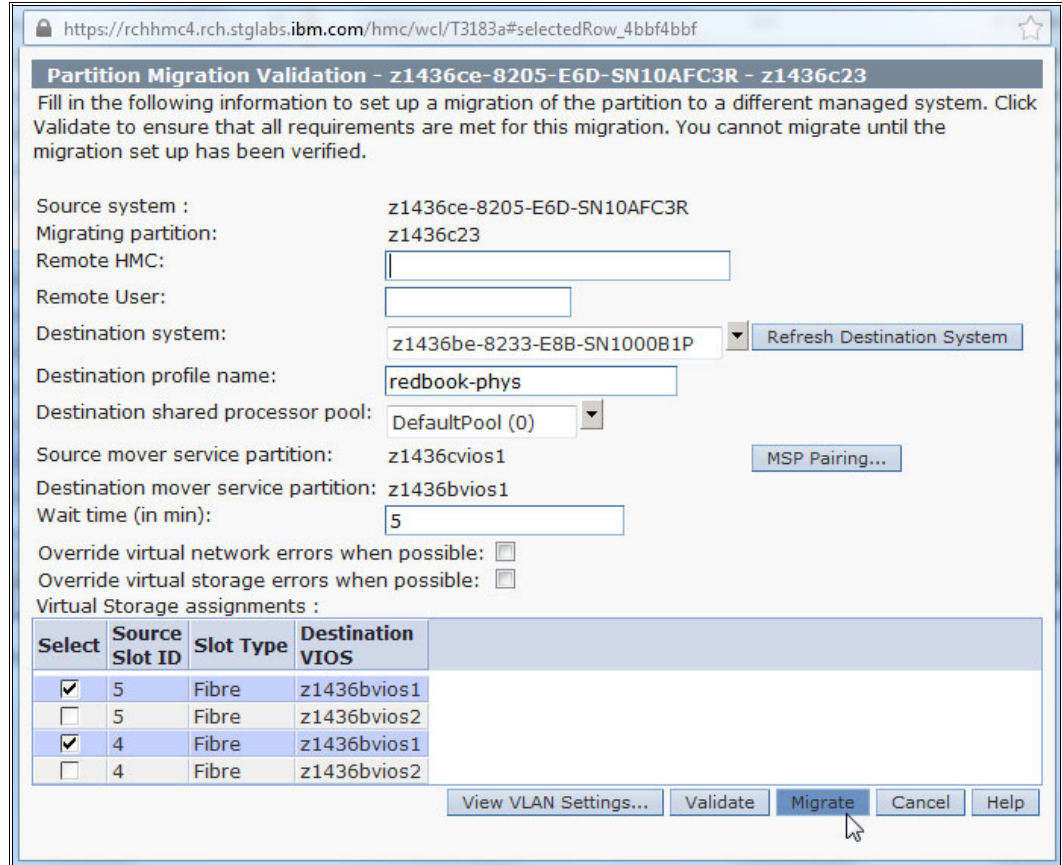 https://rchhmc4.rch.stglabs.ibm.com/hmc/wcl/T3183a#selectedRow_4bbf4bbf
Partition Migration Validation - z1436ce-8205-E6D-SN10AFC3R - z1436c23
Fill in the following information to set up a migration of the partition to a different managed system. Click
Validate to ensure that all requirements are met for this migration. You cannot migrate until the
migration set up has been verified.
Source system : z1436ce-8205-E6D-SN10AFC3R
Migrating partition: z1436c23
Remote HMC:
Remote User:
Destination system: z1436be-8233-E8B-SN1000B1P Refresh Destination System
Destination profile name: redbook-phys
Destination shared processor pool: DefaultPool (0)
Source mover service partition: z1436cvios1 MSP Pairing...
Destination mover service partition: z1436bvios1
Wait time (in min): 5
Override virtual network errors when possible:
Override virtual storage errors when possible:
Virtual Storage assignments :
Select Source Slot ID Slot Type Destination VIOS
5 Fibre z1436bvios1
5 Fibre z1436bvios2
4 Fibre z1436bvios1
4 Fibre z1436bvios2
View VLAN Settings... Validate Migrate Cancel Help